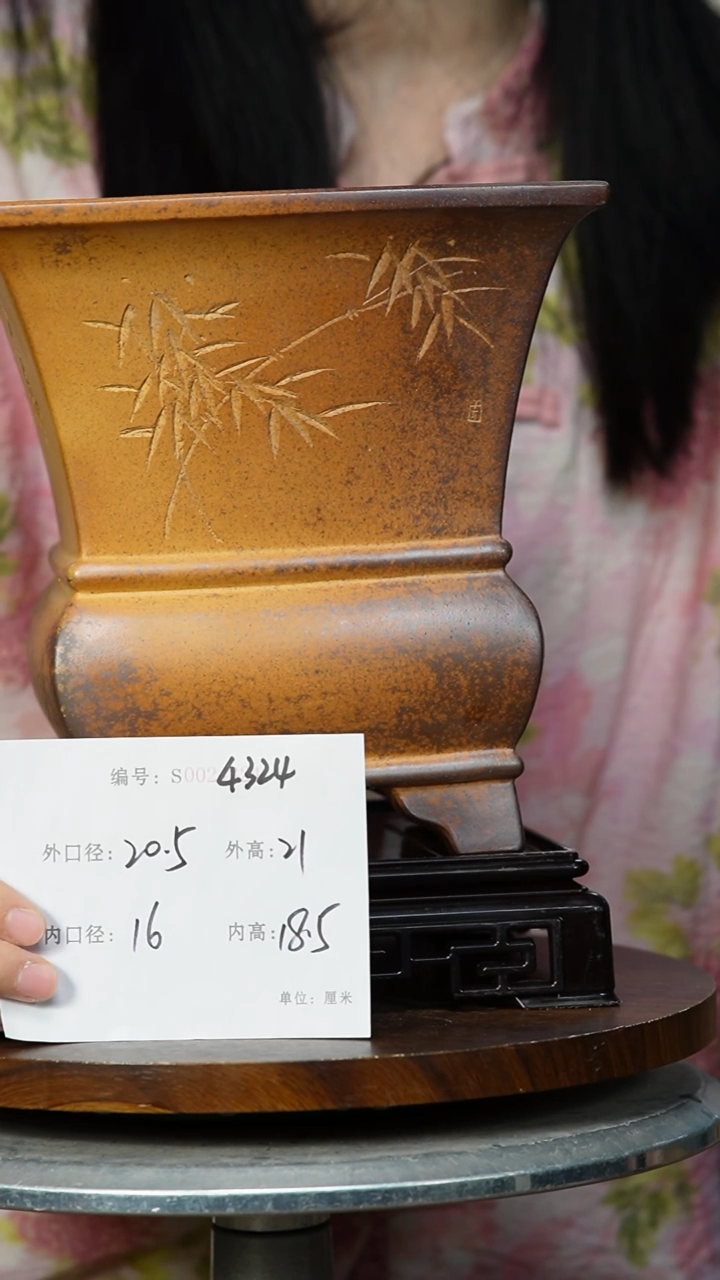 编号: S002 4324
外口径: 20.5 外高: 21
内口径: 16 内高: 18.5
单位: 厘米